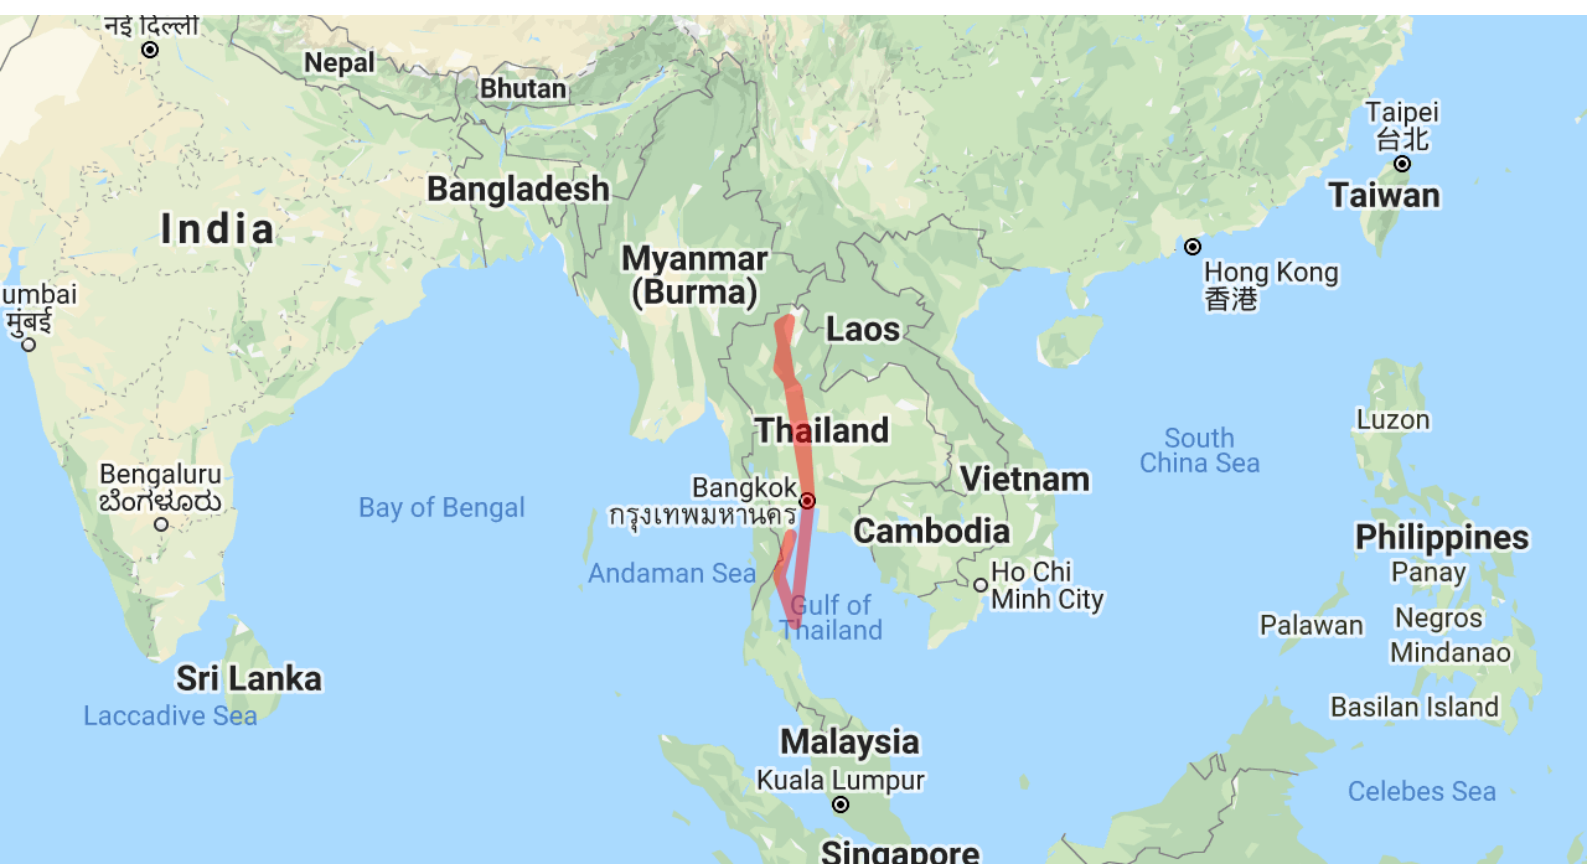 नई दिल्ली
Nepal
Bhutan
Taipei
台北
Taiwan
Bangladesh
India
Myanmar
(Burma)
Hong Kong
香港
umbai
मुंबई
Laos
Luzon
Thailand
South
China Sea
Bengaluru
ಬೆಂಗಳೂರು
Bay of Bengal
Bangkok
กรุงเทพมหานคร
Vietnam
Cambodia
Philippines
Andaman Sea
Ho Chi
Minh City
Panay
Gulf of
Thailand
Palawan
Negros
Mindanao
Sri Lanka
Laccadive Sea
Basilan Island
Malaysia
Kuala Lumpur
Celebes Sea
Singapore